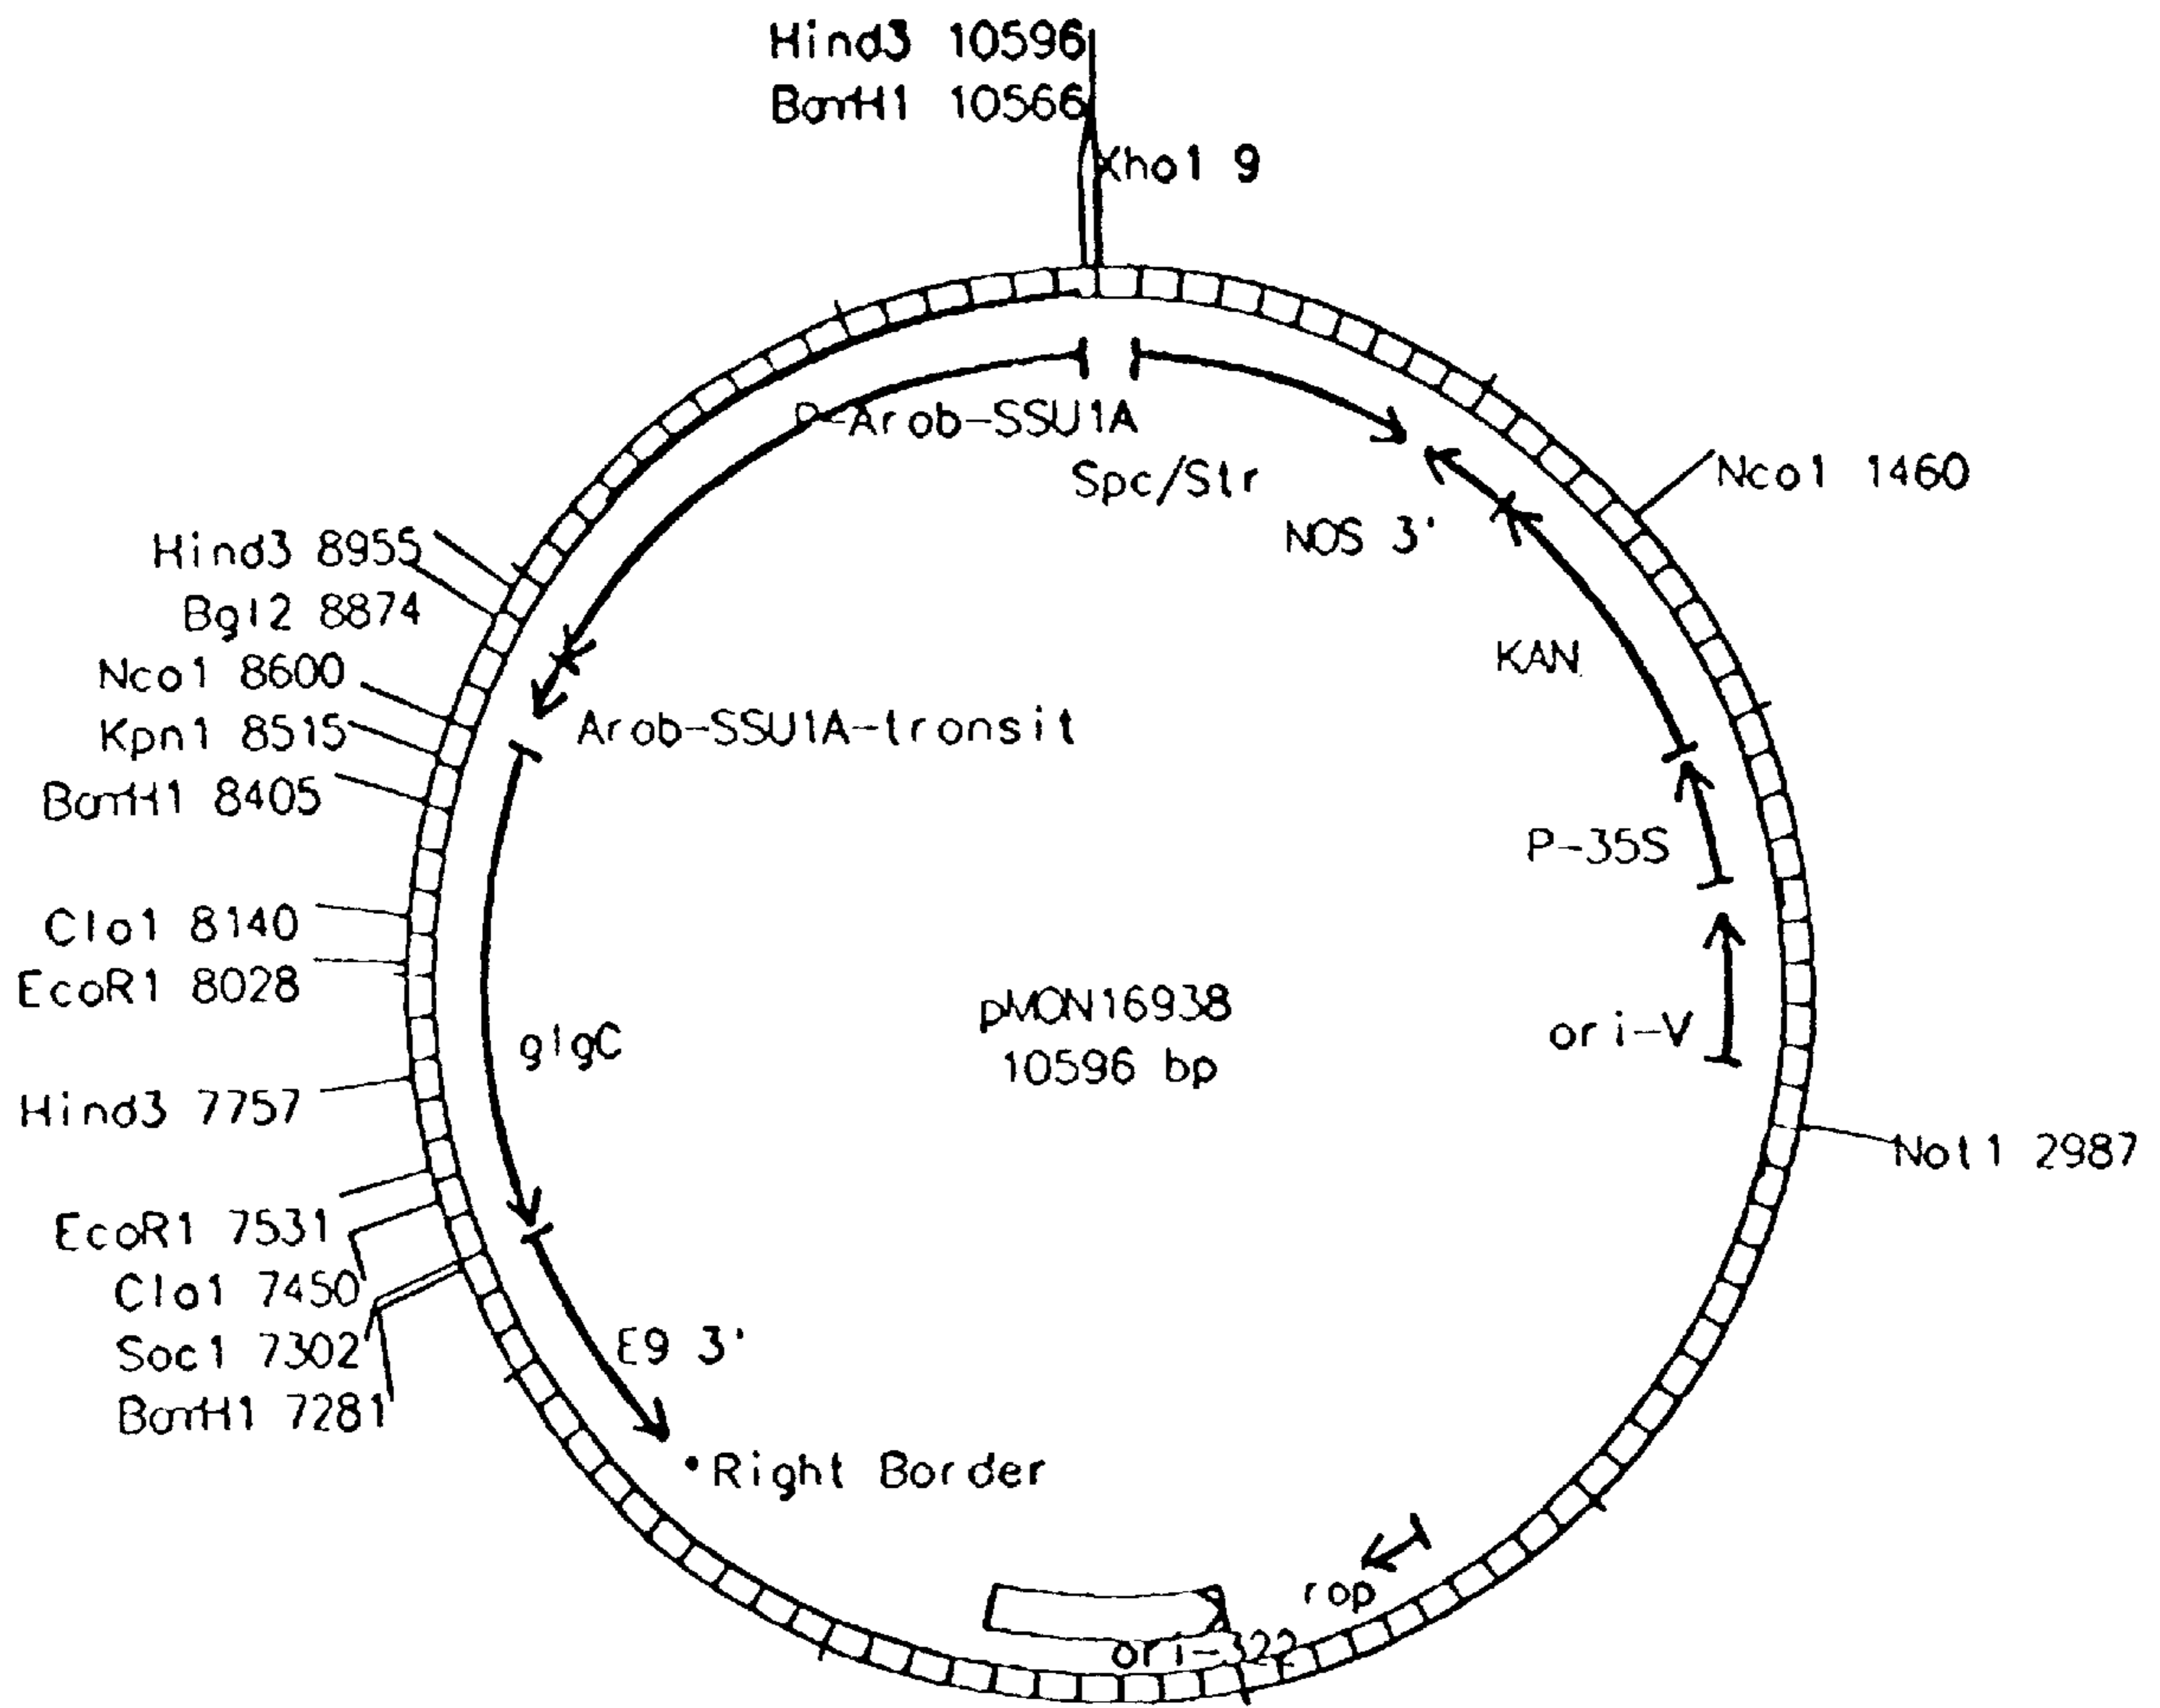 Hind3 10596
BamH1 10566
Xho1 9
P-Arab-SSU1A
Spc/Str
Nco1 1460
NOS 3'
Hind3 8955
Bgl2 8874
KAN
Nco1 8600
Kpn1 8515
Arab-SSU1A-transit
BamH1 8405
P-35S
Cla1 8140
EcoR1 8028
pMON16938
10596 bp
ori-V
glgC
Hind3 7757
Not1 2987
EcoR1 7531
Cla1 7450
Sac1 7302
E9 3'
BamH1 7281
Right Border
rop
ori-322